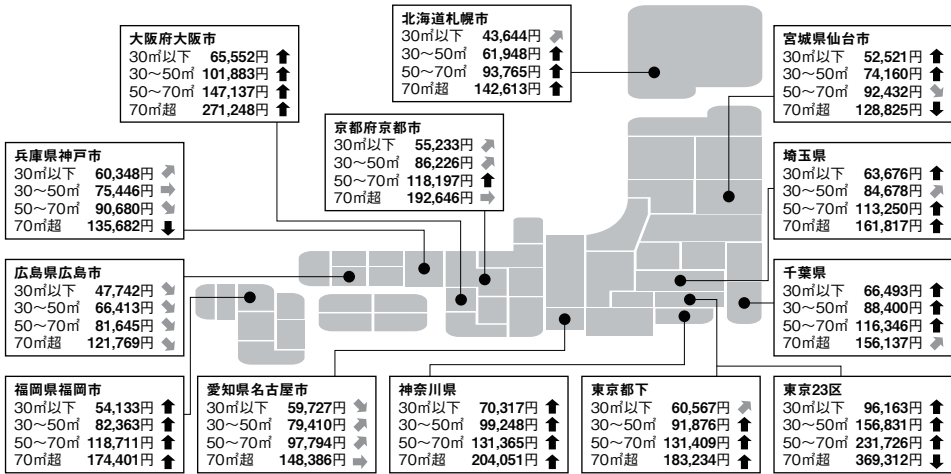 北海道札幌市
30㎡以下 43,644円
30〜50㎡ 61,948円
50〜70㎡ 93,765円
70㎡超 142,613円
大阪府大阪市
30㎡以下 65,552円
30〜50㎡ 101,883円
50〜70㎡ 147,137円
70㎡超 271,248円
宮城県仙台市
30㎡以下 52,521円
30〜50㎡ 74,160円
50〜70㎡ 92,432円
70㎡超 128,825円
京都府京都市
30㎡以下 55,233円
30〜50㎡ 86,226円
50〜70㎡ 118,197円
70㎡超 192,646円
兵庫県神戸市
30㎡以下 60,348円
30〜50㎡ 75,446円
50〜70㎡ 90,680円
70㎡超 135,682円
埼玉県
30㎡以下 63,676円
30〜50㎡ 84,678円
50〜70㎡ 113,250円
70㎡超 161,817円
広島県広島市
30㎡以下 47,742円
30〜50㎡ 66,413円
50〜70㎡ 81,645円
70㎡超 121,769円
千葉県
30㎡以下 66,493円
30〜50㎡ 88,400円
50〜70㎡ 116,346円
70㎡超 156,137円
福岡県福岡市
30㎡以下 54,133円
30〜50㎡ 82,363円
50〜70㎡ 118,711円
70㎡超 174,401円
愛知県名古屋市
30㎡以下 59,727円
30〜50㎡ 79,410円
50〜70㎡ 97,794円
70㎡超 148,386円
神奈川県
30㎡以下 70,317円
30〜50㎡ 99,248円
50〜70㎡ 131,365円
70㎡超 204,051円
東京都下
30㎡以下 60,567円
30〜50㎡ 91,876円
50〜70㎡ 131,409円
70㎡超 183,234円
東京23区
30㎡以下 96,163円
30〜50㎡ 156,831円
50〜70㎡ 231,726円
70㎡超 369,312円